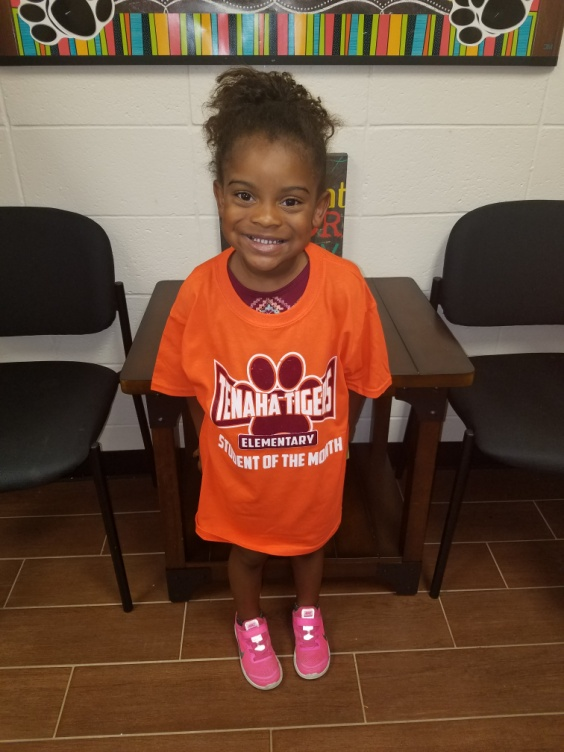 TENAHA TIGERS
ELEMENTARY
STUDENT OF THE MONTH